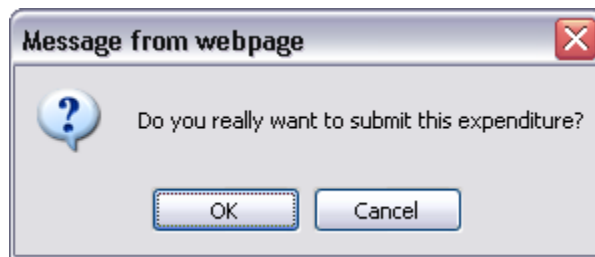 Message from webpage
Do you really want to submit this expenditure?
OK Cancel